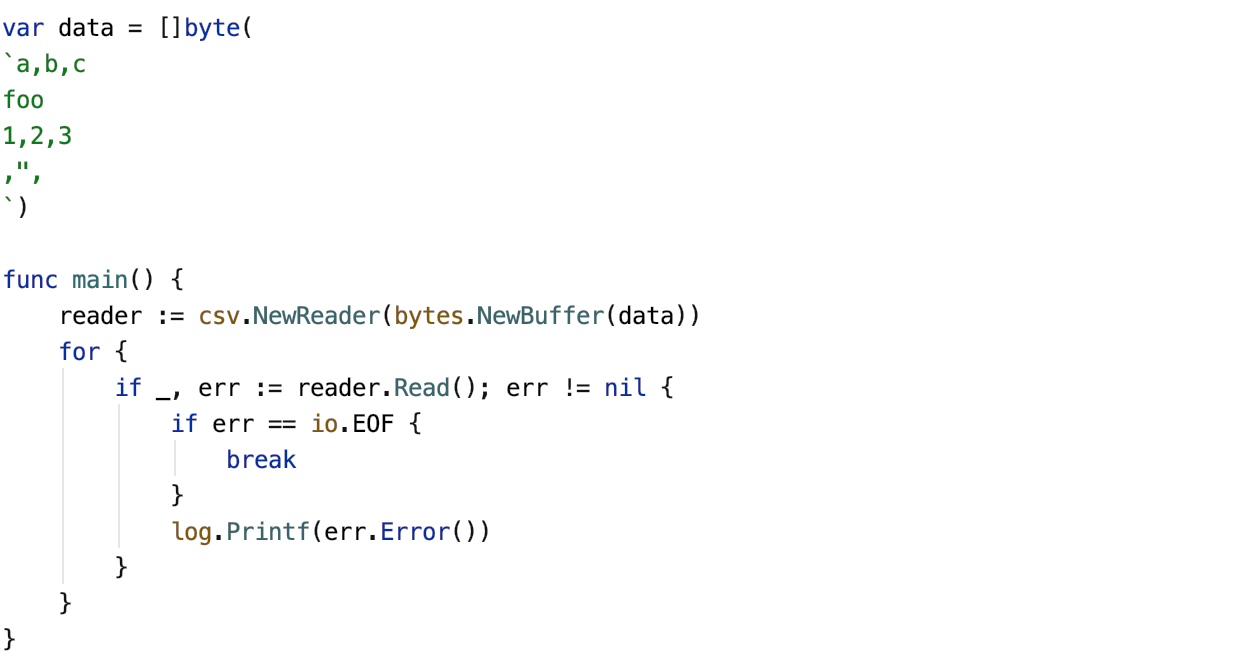 var data = []byte(
`a,b,c
foo
1,2,3
,",
`)

func main() {
    reader := csv.NewReader(bytes.NewBuffer(data))
    for {
        if _, err := reader.Read(); err != nil {
            if err == io.EOF {
                break
            }
            log.Printf(err.Error())
        }
    }
}